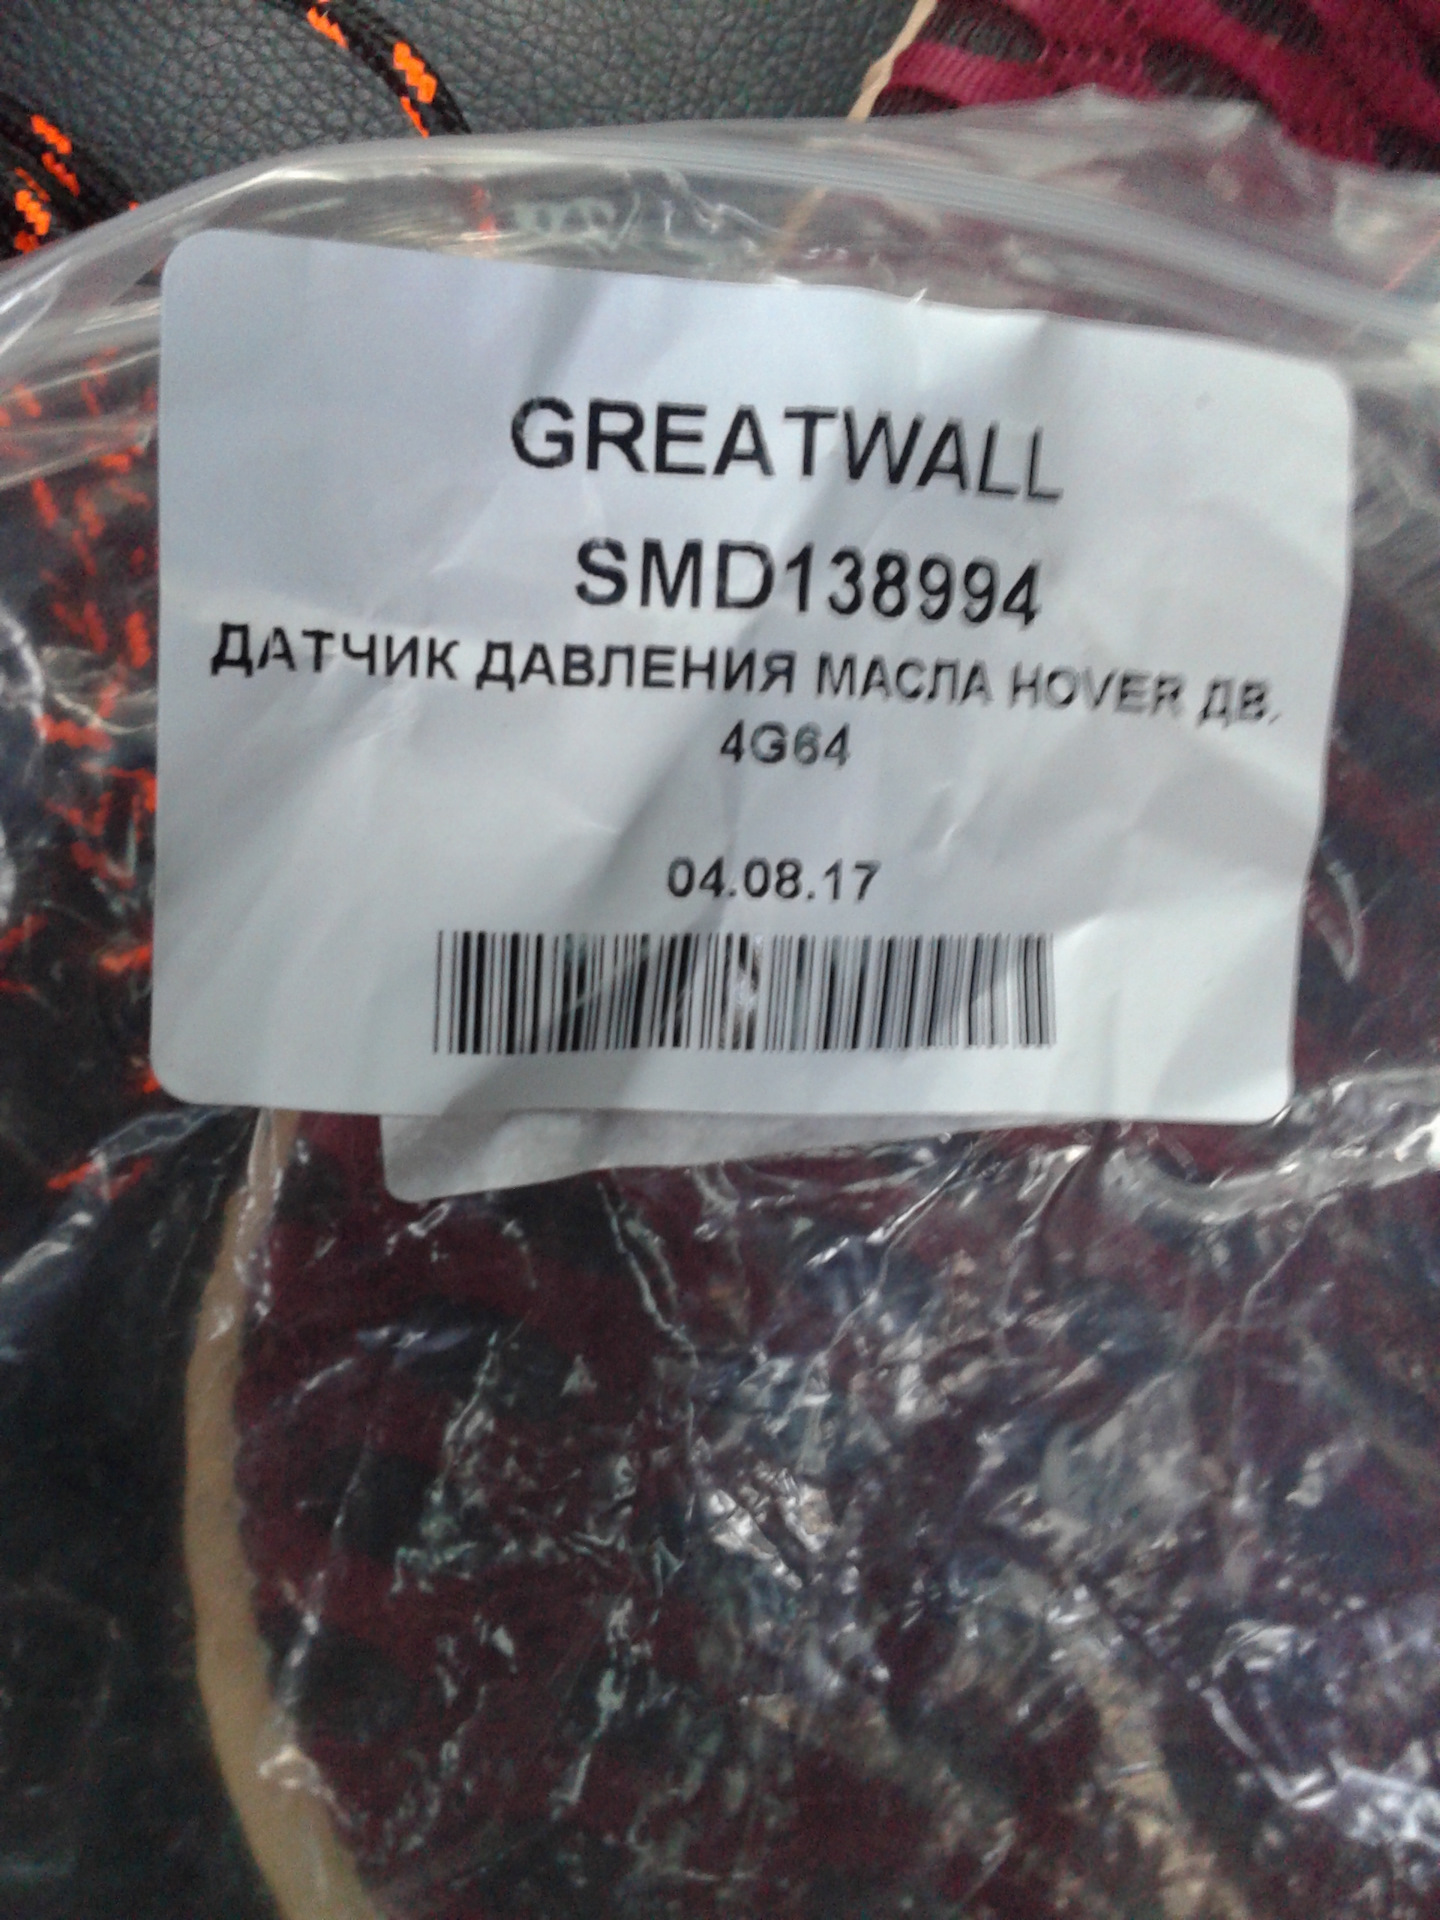 GREATWALL
SMD138994
ДАТЧИК ДАВЛЕНИЯ МАСЛА HOVER ДВ.
4G64
04.08.17